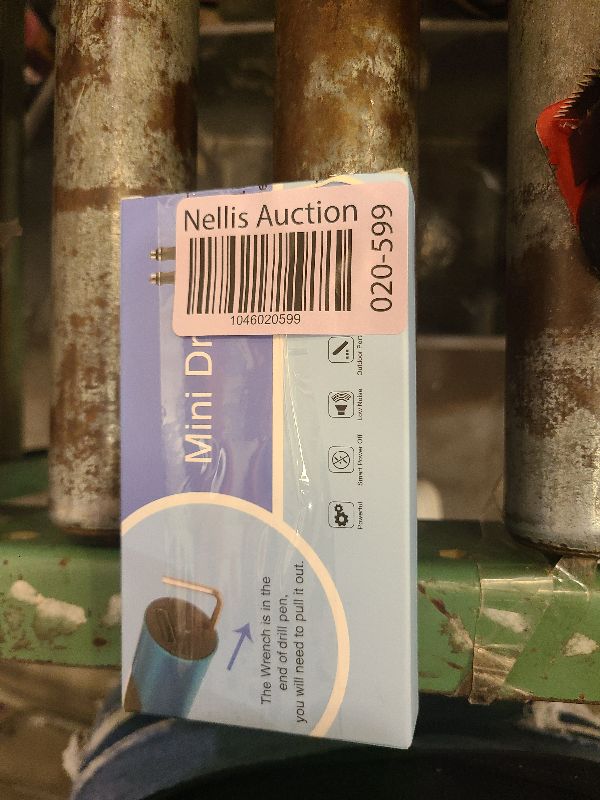 Nellis Auction
1046020599
020-599
Mini Dr
Outdoor Pen
Low Noise
Smart Power Off
Powerful
The Wrench is in the
end of drill pen,
you will need to pull it out.